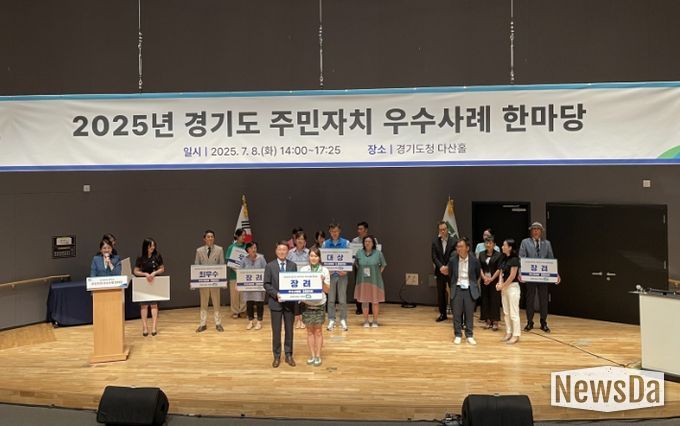 2025년 경기도 주민자치 우수사례 한마당
일시 | 2025. 7. 8.(화) 14:00~17:25 장소 | 경기도청 다산홀
최우수
장려
대상
장려
장려
NewsDa